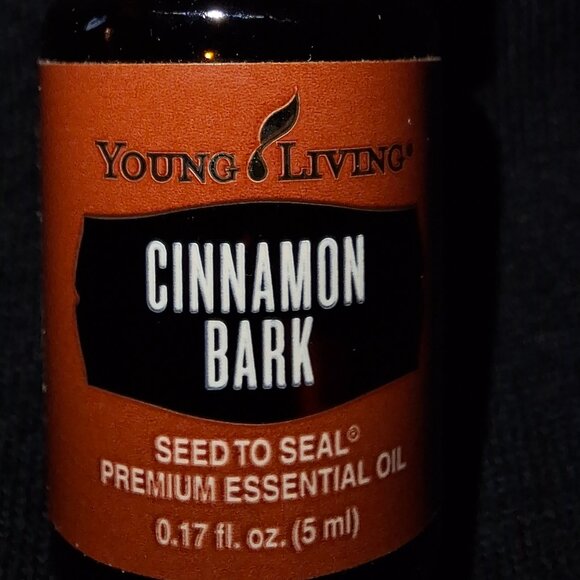 YOUNG LIVING®
CINNAMON
BARK
SEED TO SEAL®
PREMIUM ESSENTIAL OIL
0.17 fl. oz. (5 ml)